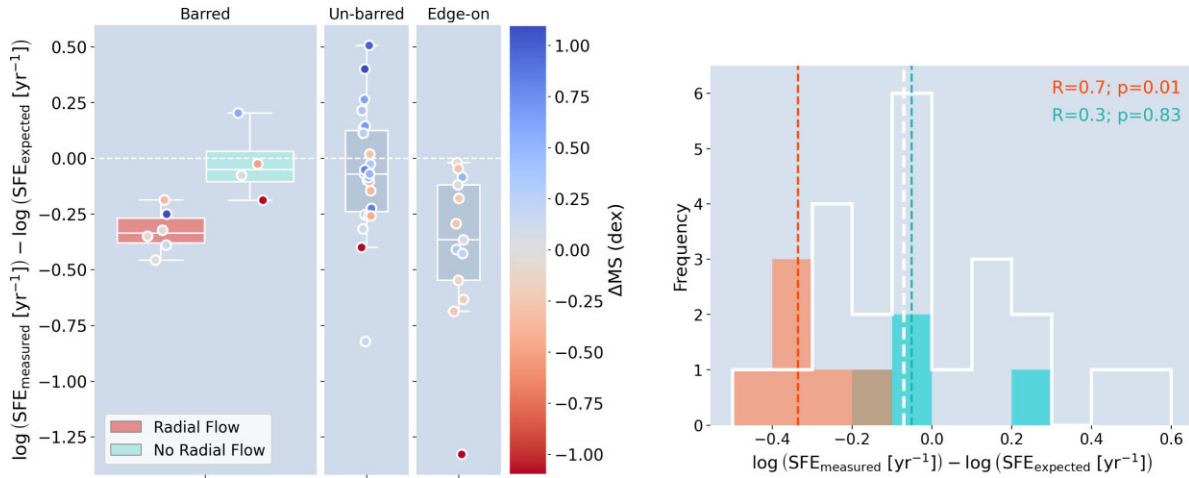 Barred
Un-barred
Edge-on
log (SFE_measured [yr⁻¹]) − log (SFE_expected [yr⁻¹])
0.50
0.25
0.00
−0.25
−0.50
−0.75
−1.00
−1.25
Radial Flow
No Radial Flow
1.00
0.75
0.50
0.25
0.00
−0.25
−0.50
−0.75
−1.00
ΔMS (dex)
R=0.7; p=0.01
R=0.3; p=0.83
Frequency
6
5
4
3
2
1
0
−0.4
−0.2
0.0
0.2
0.4
0.6
log (SFE_measured [yr⁻¹]) − log (SFE_expected [yr⁻¹])